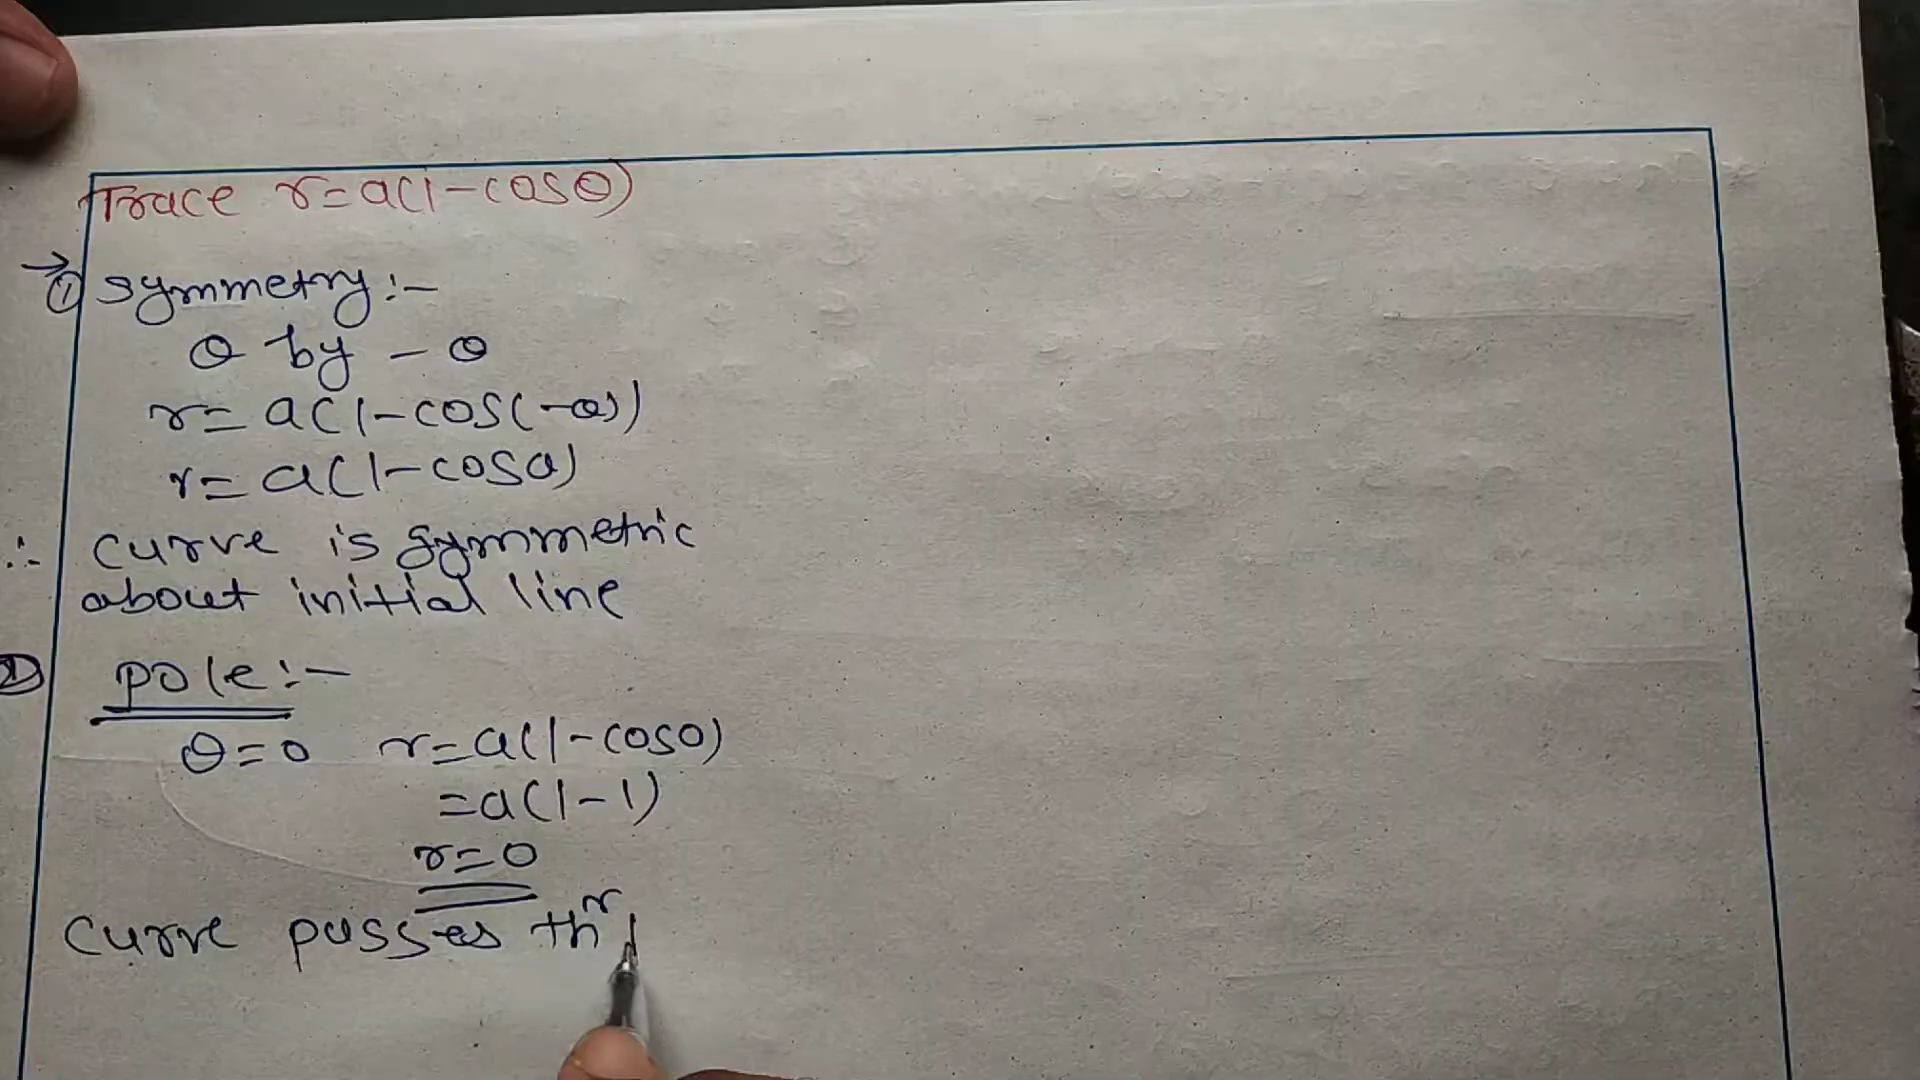 Trace r=a(1-cosθ)
→
① symmetry:-
θ by - θ
r= a(1-cos(-θ))
r= a(1-cosθ)
∴ curve is symmetric
about initial line
② pole:-
θ=0 r=a(1-cos0)
=a(1-1)
r=0
Curve passes thr